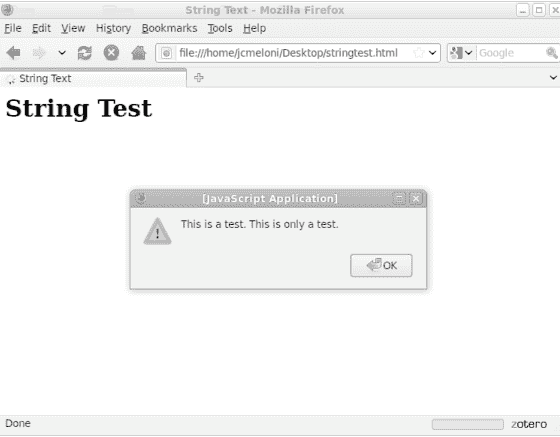 String Text - Mozilla Firefox
File Edit View History Bookmarks Tools Help
file:///home/jcmeloni/Desktop/stringtest.html Google
String Text
String Test
[JavaScript Application]
This is a test. This is only a test.
OK
Done zotero